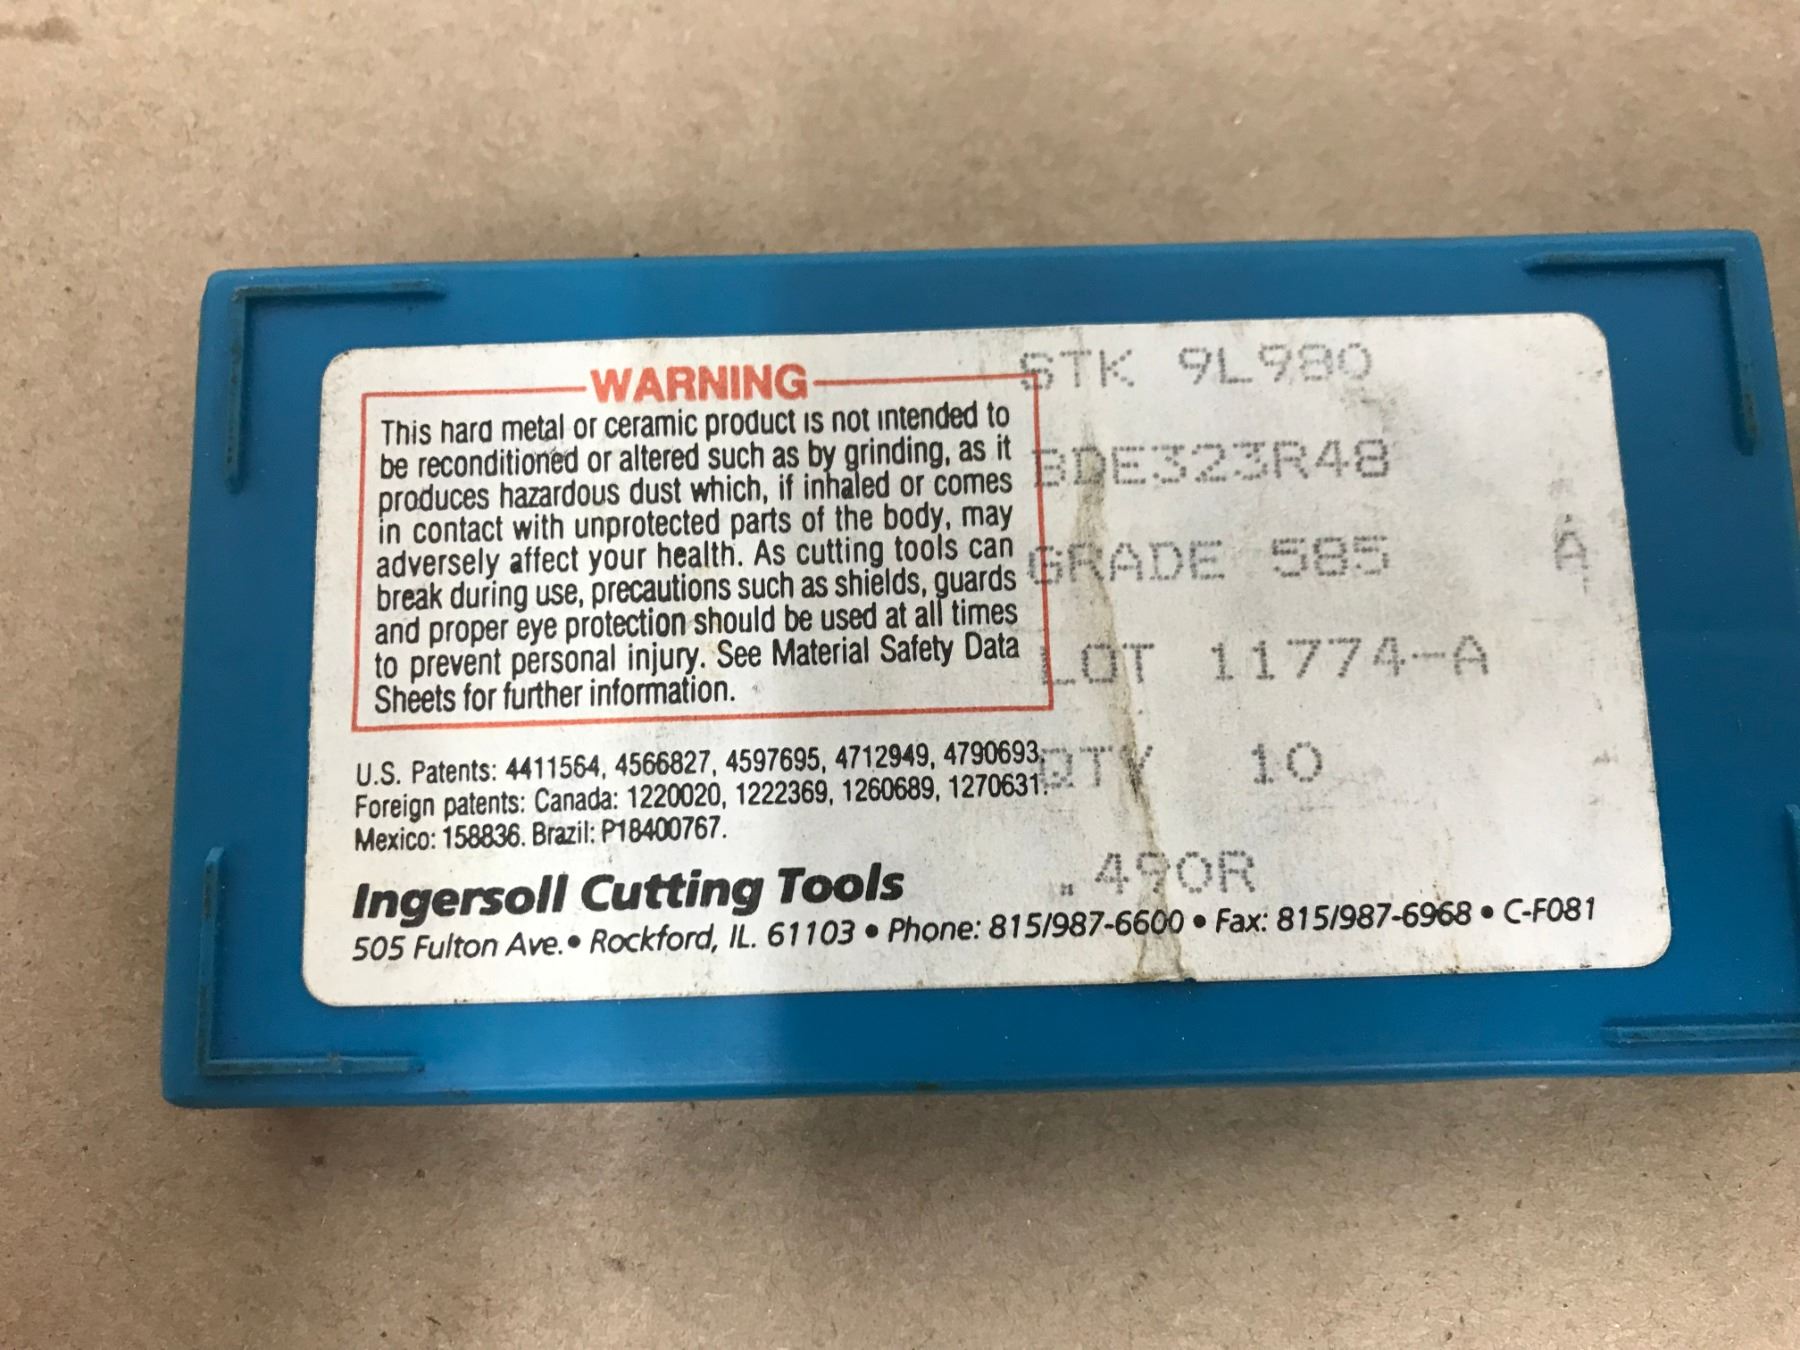 WARNING
This hard metal or ceramic product is not intended to
be reconditioned or altered such as by grinding, as it
produces hazardous dust which, if inhaled or comes
in contact with unprotected parts of the body, may
adversely affect your health. As cutting tools can
break during use, precautions such as shields, guards
and proper eye protection should be used at all times
to prevent personal injury. See Material Safety Data
Sheets for further information.
STK 9L980
BDE323R48
GRADE 585 A
LOT 11774-A
QTY 10
.490R
U.S. Patents: 4411564, 4566827, 4597695, 4712949, 4790693.
Foreign patents: Canada: 1220020, 1222369, 1260689, 1270631.
Mexico: 158836. Brazil: P18400767.
Ingersoll Cutting Tools
505 Fulton Ave. • Rockford, IL. 61103 • Phone: 815/987-6600 • Fax: 815/987-6968 • C-F081